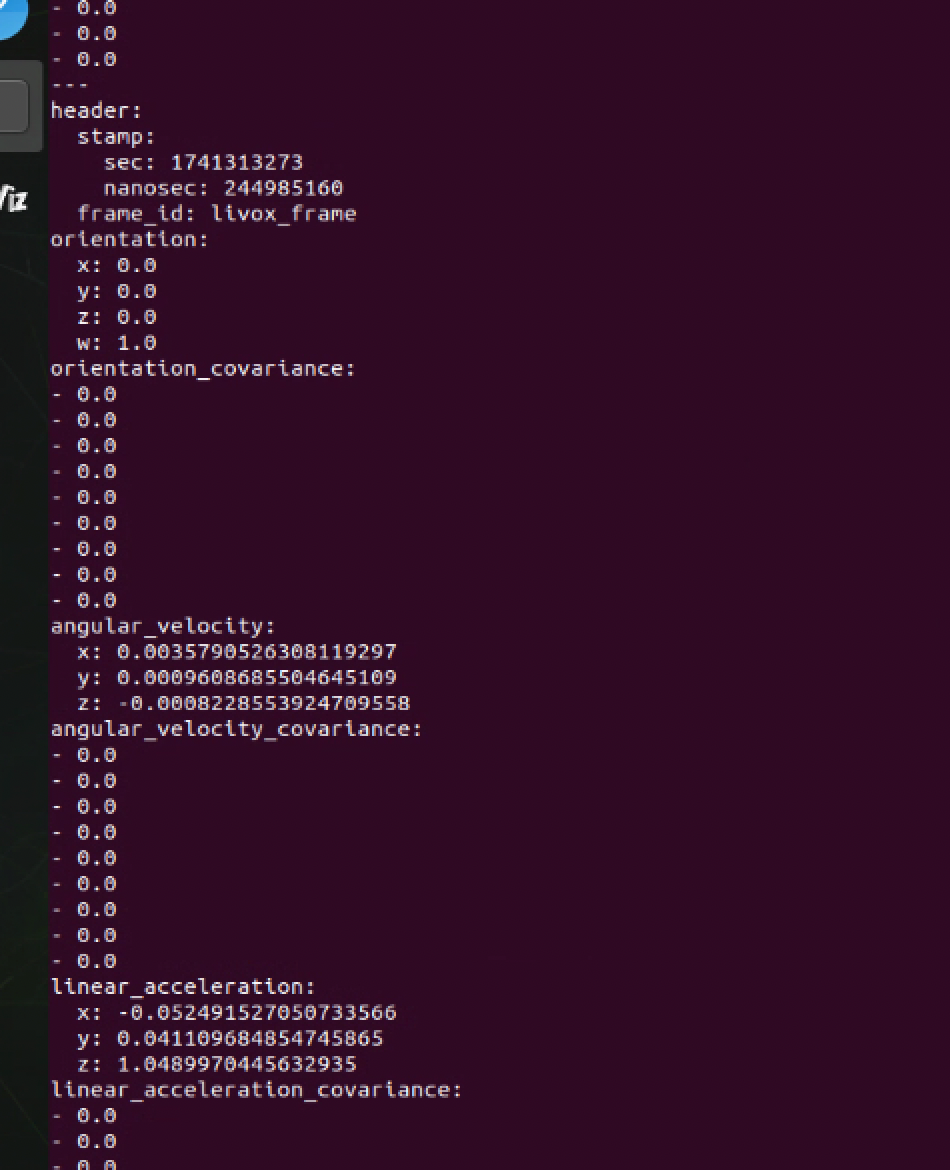 - 0.0
- 0.0
- 0.0
---
header:
  stamp:
    sec: 1741313273
    nanosec: 244985160
  frame_id: livox_frame
orientation:
  x: 0.0
  y: 0.0
  z: 0.0
  w: 1.0
orientation_covariance:
- 0.0
- 0.0
- 0.0
- 0.0
- 0.0
- 0.0
- 0.0
- 0.0
- 0.0
angular_velocity:
  x: 0.0035790526308119297
  y: 0.0009608685504645109
  z: -0.0008228553924709558
angular_velocity_covariance:
- 0.0
- 0.0
- 0.0
- 0.0
- 0.0
- 0.0
- 0.0
- 0.0
- 0.0
linear_acceleration:
  x: -0.0524915270507​33566
  y: 0.041109684854745865
  z: 1.0489970445632935
linear_acceleration_covariance:
- 0.0
- 0.0
- 0.0